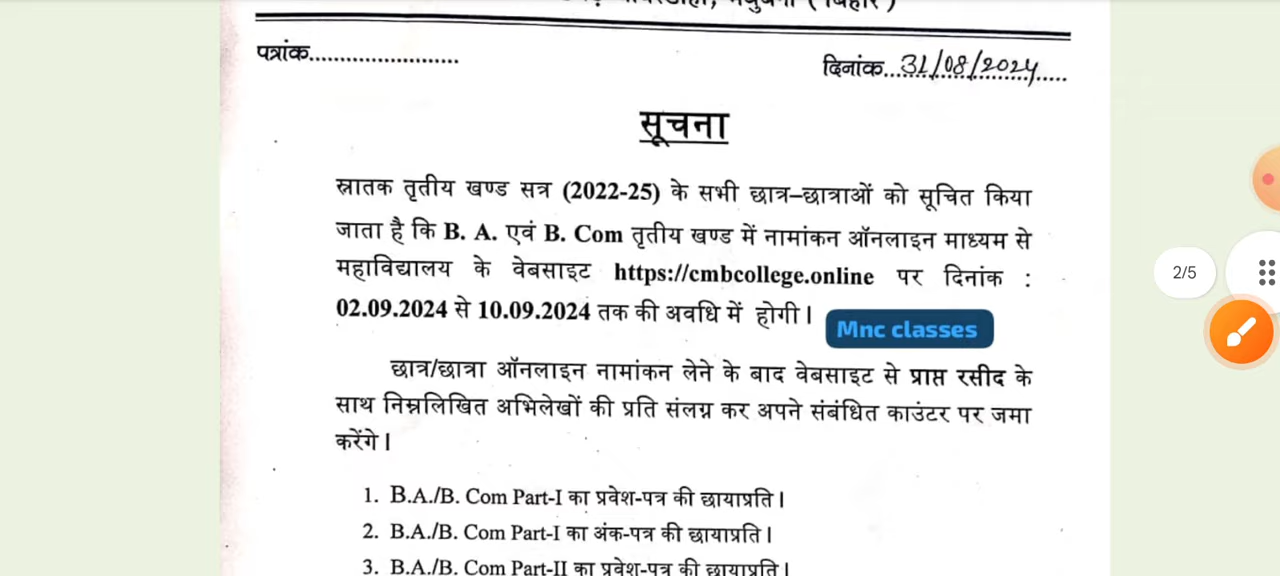 मधुबनी ( बिहार )
पत्रांक.......................... दिनांक...31/08/2024.....
सूचना
स्नातक तृतीय खण्ड सत्र (2022-25) के सभी छात्र–छात्राओं को सूचित किया
जाता है कि B. A. एवं B. Com तृतीय खण्ड में नामांकन ऑनलाइन माध्यम से
महाविद्यालय के वेबसाइट https://cmbcollege.online पर दिनांक :
02.09.2024 से 10.09.2024 तक की अवधि में होगी।
Mnc classes
2/5
छात्र/छात्रा ऑनलाइन नामांकन लेने के बाद वेबसाइट से प्राप्त रसीद के
साथ निम्नलिखित अभिलेखों की प्रति संलग्न कर अपने संबंधित काउंटर पर जमा
करेंगे।
1. B.A./B. Com Part-I का प्रवेश-पत्र की छायाप्रति।
2. B.A./B. Com Part-I का अंक-पत्र की छायाप्रति।
3. B.A./B. Com Part-II का प्रवेश-पत्र की छायाप्रति।